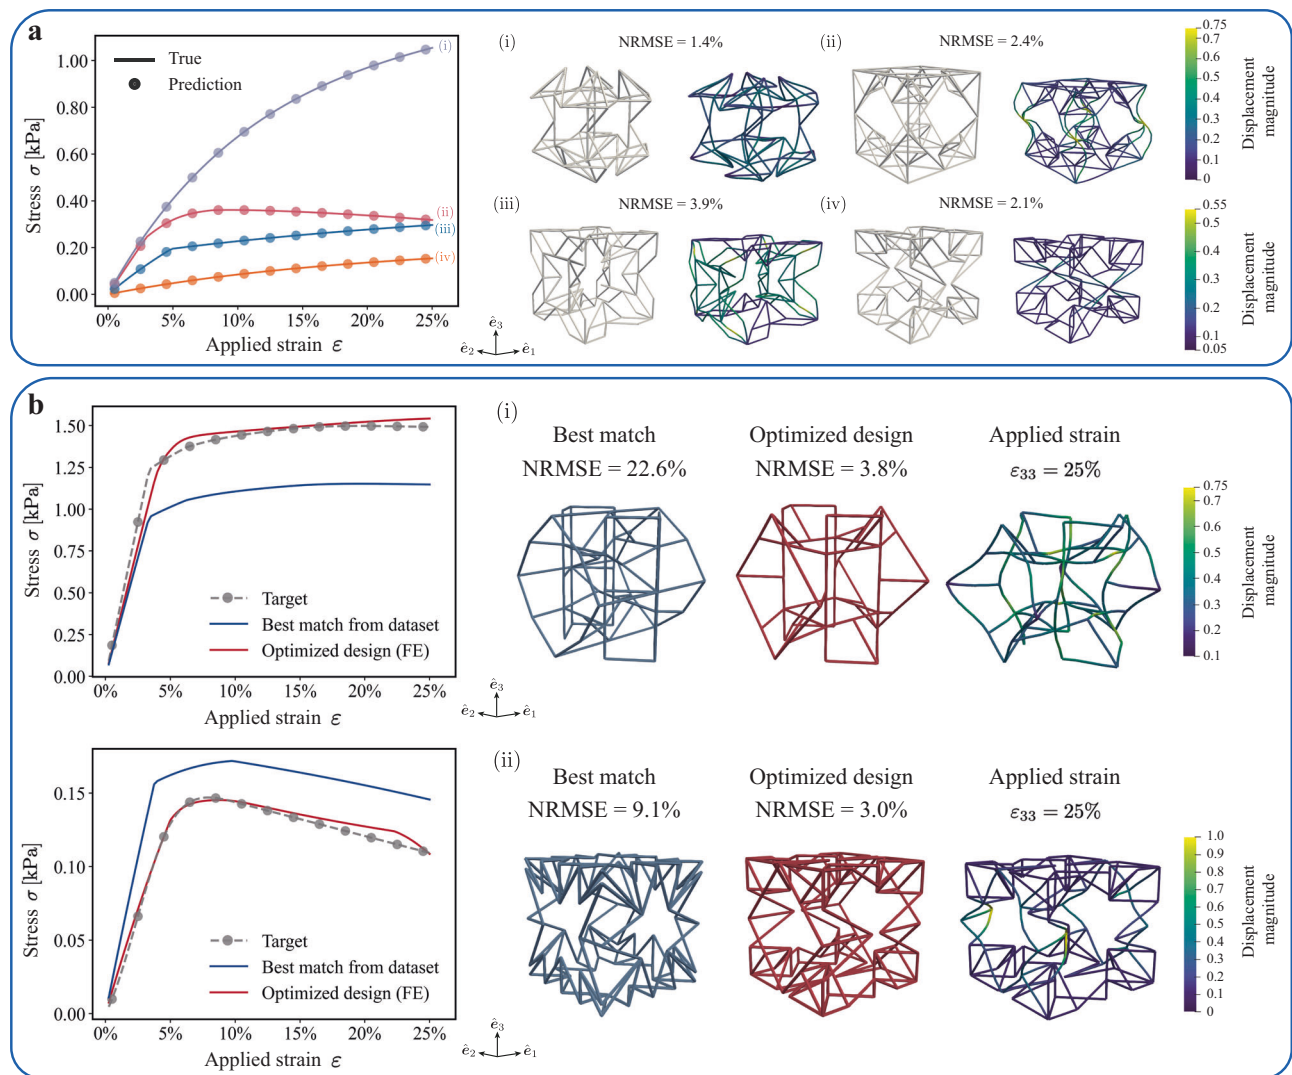 a
True
Prediction
(i)
(ii)
(iii)
(iv)
1.00
0.80
0.60
0.40
0.20
0.00
Stress σ [kPa]
0% 5% 10% 15% 20% 25%
Applied strain ε
(i) NRMSE = 1.4%
(ii) NRMSE = 2.4%
0.75
0.7
0.6
0.5
0.4
0.3
0.2
0.1
0
Displacement
magnitude
(iii) NRMSE = 3.9%
(iv) NRMSE = 2.1%
0.55
0.5
0.4
0.3
0.2
0.1
0.05
Displacement
magnitude
ê₃
ê₂ ê₁
b
1.50
1.25
1.00
0.75
0.50
0.25
0.00
Stress σ [kPa]
Target
Best match from dataset
Optimized design (FE)
0% 5% 10% 15% 20% 25%
Applied strain ε
(i)
Best match Optimized design Applied strain
NRMSE = 22.6% NRMSE = 3.8% ε₃₃ = 25%
0.75
0.7
0.6
0.5
0.4
0.3
0.2
0.1
Displacement
magnitude
ê₃
ê₂ ê₁
0.15
0.10
0.05
0.00
Stress σ [kPa]
Target
Best match from dataset
Optimized design (FE)
0% 5% 10% 15% 20% 25%
Applied strain ε
(ii)
Best match Optimized design Applied strain
NRMSE = 9.1% NRMSE = 3.0% ε₃₃ = 25%
1.0
0.9
0.8
0.7
0.6
0.5
0.4
0.3
0.2
0.1
0
Displacement
magnitude
ê₃
ê₂ ê₁